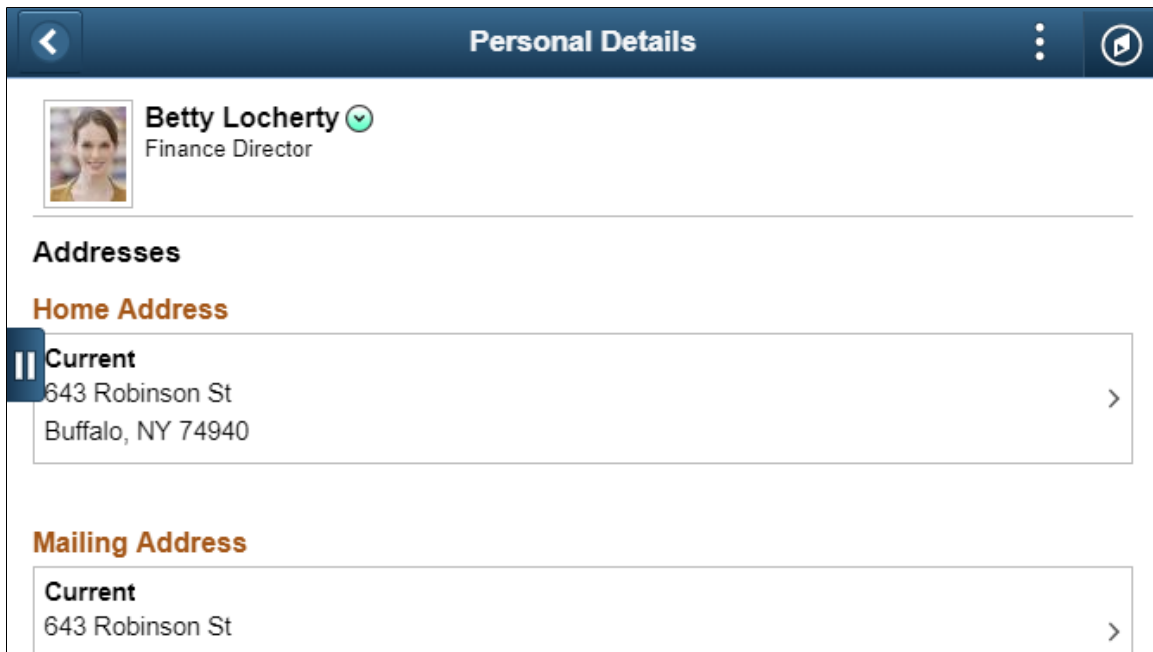 Personal Details
Betty Locherty
Finance Director
Addresses
Home Address
Current
643 Robinson St
Buffalo, NY 74940
Mailing Address
Current
643 Robinson St